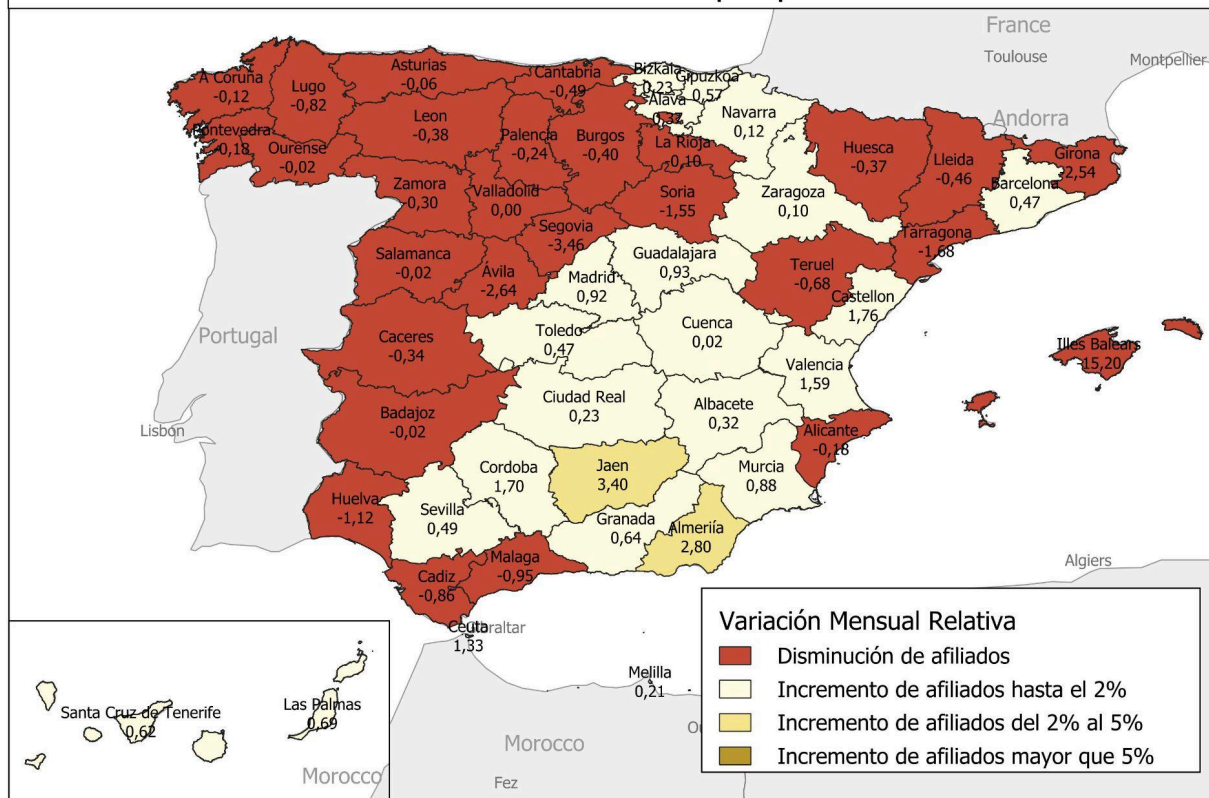 France
Toulouse
Montpellier
Andorra
A Coruña
-0,12
Lugo
-0,82
Asturias
-0,06
Cantabria
-0,49
Bizkaia
0,23
Gipuzkoa
0,57
Alava
0,37
Navarra
0,12
Pontevedra
-0,18
Ourense
-0,02
Leon
-0,38
Palencia
-0,24
Burgos
-0,40
La Rioja
-0,10
Huesca
-0,37
Lleida
-0,46
Girona
-2,54
Barcelona
0,47
Zamora
-0,30
Valladolid
0,00
Soria
-1,55
Zaragoza
0,10
Segovia
-3,46
Tarragona
-1,68
Salamanca
-0,02
Ávila
-2,64
Madrid
0,92
Guadalajara
0,93
Teruel
-0,68
Castellon
1,76
Portugal
Caceres
-0,34
Toledo
0,47
Cuenca
0,02
Valencia
1,59
Illes Balears
-15,20
Ciudad Real
0,23
Albacete
0,32
Badajoz
-0,02
Lisbon
Alicante
-0,18
Cordoba
1,70
Jaen
3,40
Murcia
0,88
Huelva
-1,12
Sevilla
0,49
Granada
0,64
Almeriía
2,80
Malaga
-0,95
Cadiz
-0,86
Algiers
Ceuta
Gibraltar
1,33
Melilla
0,21
Santa Cruz de Tenerife
0,62
Las Palmas
0,69
Morocco
Morocco
Fez
Variación Mensual Relativa
Disminución de afiliados
Incremento de afiliados hasta el 2%
Incremento de afiliados del 2% al 5%
Incremento de afiliados mayor que 5%